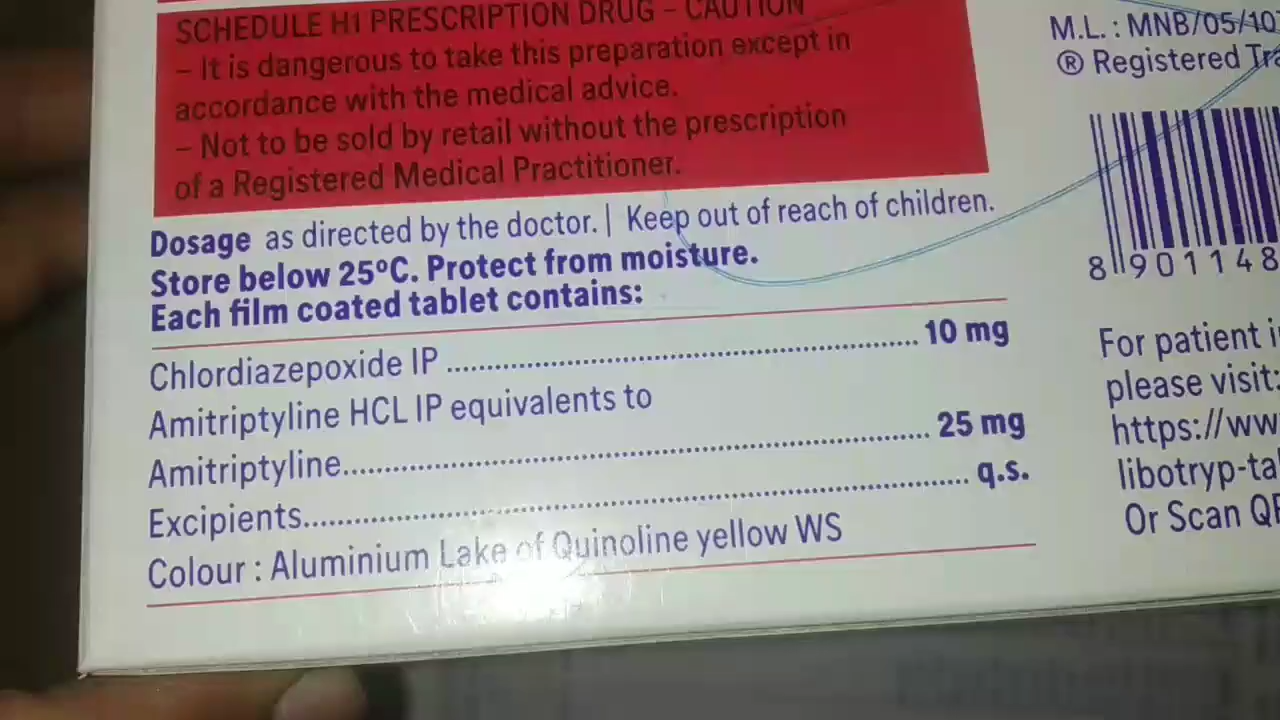 SCHEDULE H1 PRESCRIPTION DRUG – CAUTION
– It is dangerous to take this preparation except in
accordance with the medical advice.
– Not to be sold by retail without the prescription
of a Registered Medical Practitioner.
Dosage as directed by the doctor. | Keep out of reach of children.
Store below 25ºC. Protect from moisture.
Each film coated tablet contains:
Chlordiazepoxide IP ........................................ 10 mg
Amitriptyline HCL IP equivalents to
Amitriptyline........................................ 25 mg
Excipients........................................ q.s.
Colour : Aluminium Lake of Quinoline yellow WS
M.L. : MNB/05/10
® Registered
8 901148
For patient
please visit:
https://ww
libotryp-ta
Or Scan